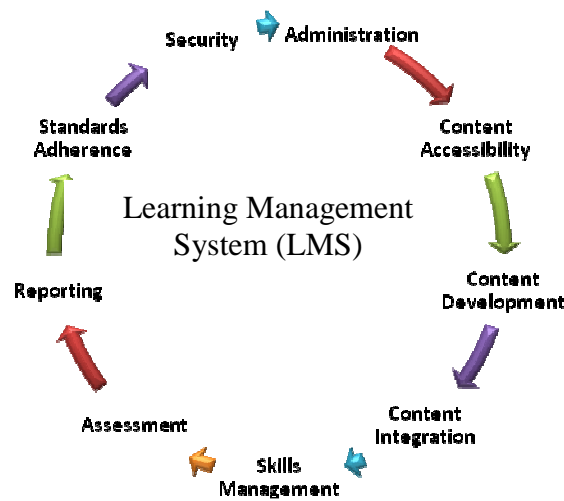 Security
Administration
Content
Accessibility
Content
Development
Content
Integration
Skills
Management
Assessment
Reporting
Standards
Adherence
Learning Management
System (LMS)